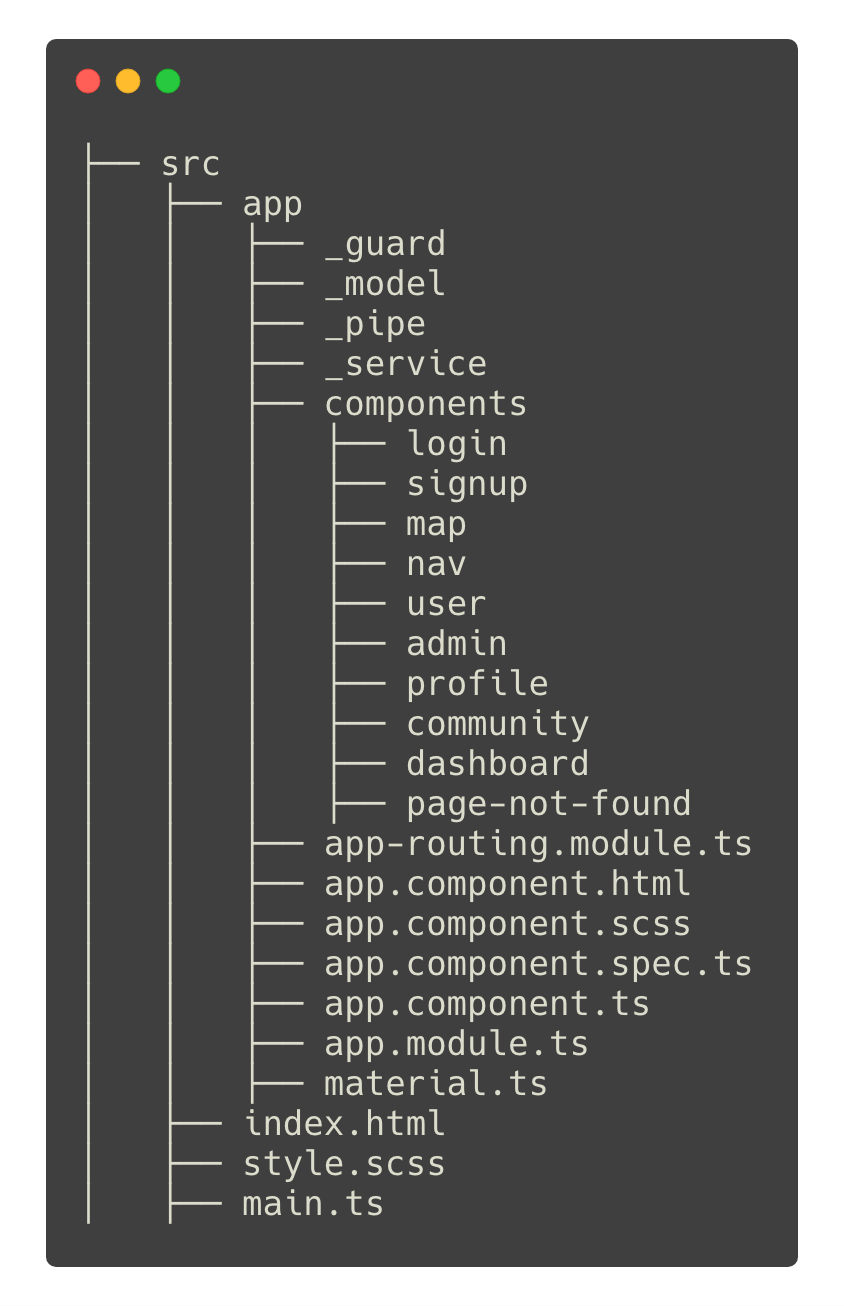 ├── src
│   ├── app
│   │   ├── _guard
│   │   ├── _model
│   │   ├── _pipe
│   │   ├── _service
│   │   ├── components
│   │   │   ├── login
│   │   │   ├── signup
│   │   │   ├── map
│   │   │   ├── nav
│   │   │   ├── user
│   │   │   ├── admin
│   │   │   ├── profile
│   │   │   ├── community
│   │   │   ├── dashboard
│   │   │   ├── page-not-found
│   │   ├── app-routing.module.ts
│   │   ├── app.component.html
│   │   ├── app.component.scss
│   │   ├── app.component.spec.ts
│   │   ├── app.component.ts
│   │   ├── app.module.ts
│   │   ├── material.ts
│   ├── index.html
│   ├── style.scss
│   ├── main.ts